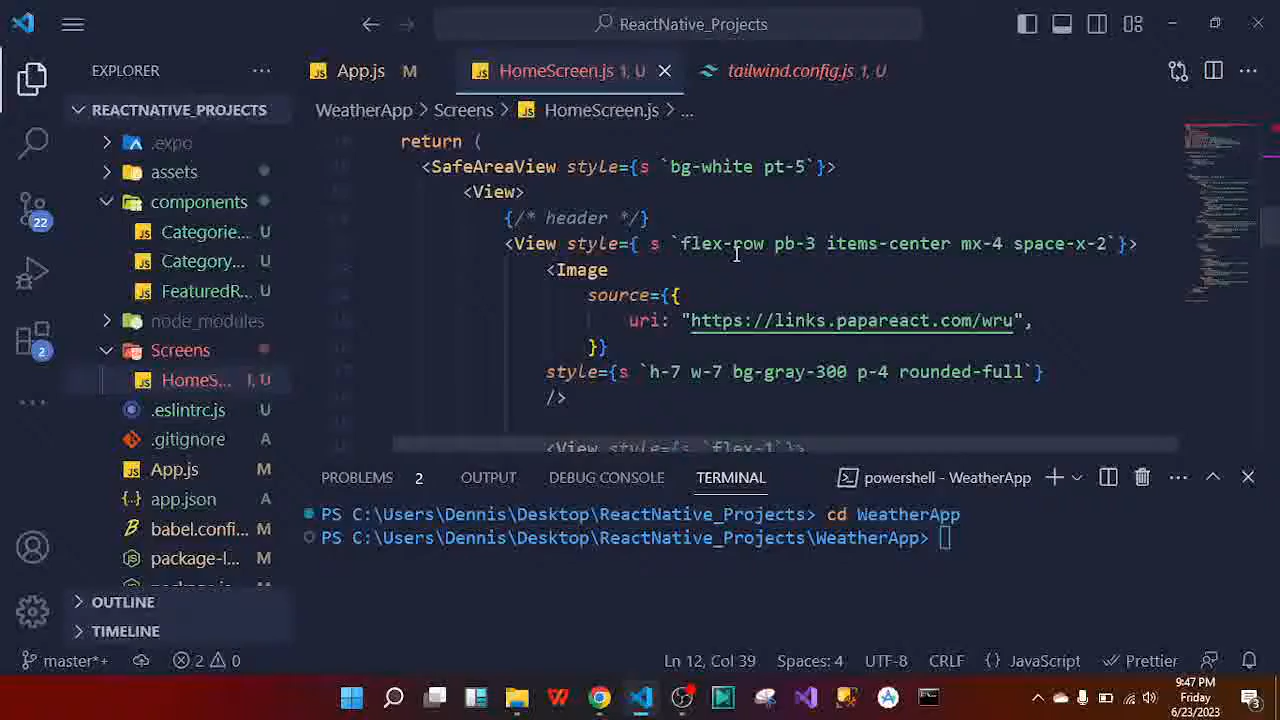 ReactNative_Projects
EXPLORER
App.js M
HomeScreen.js 1, U
tailwind.config.js 1, U
REACTNATIVE_PROJECTS
WeatherApp > Screens > HomeScreen.js > ...
.expo
assets
components
Categorie... U
Category... U
FeaturedR... U
node_modules
Screens
HomeS... 1, U
.eslintrc.js U
.gitignore A
App.js M
app.json A
babel.confi... A
package-l... A
OUTLINE
TIMELINE
return (
<SafeAreaView style={s `bg-white pt-5`}>
<View>
{/* header */}
<View style={ s `flex-row pb-3 items-center mx-4 space-x-2`}>
<Image
source={{
uri: "https://links.papareact.com/wru",
}}
style={s `h-7 w-7 bg-gray-300 p-4 rounded-full`}
/>
<View style={s `flex-1`}>
PROBLEMS 2 OUTPUT DEBUG CONSOLE TERMINAL powershell - WeatherApp
PS C:\Users\Dennis\Desktop\ReactNative_Projects> cd WeatherApp
PS C:\Users\Dennis\Desktop\ReactNative_Projects\WeatherApp>
22
2
master*+ 2 0 Ln 12, Col 39 Spaces: 4 UTF-8 CRLF {} JavaScript Prettier
9:47 PM
Friday
6/23/2023